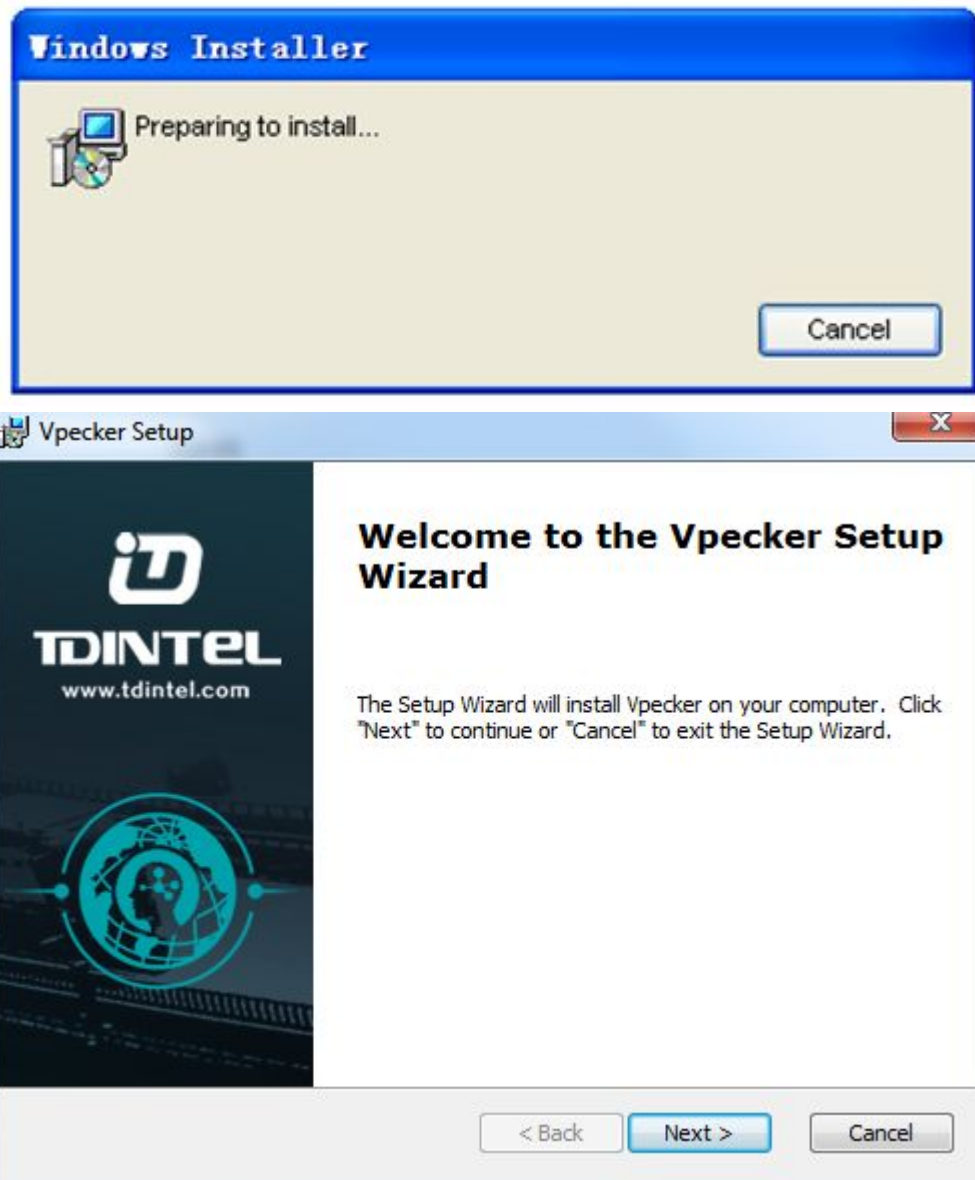 Windows Installer
Preparing to install...
Cancel
Vpecker Setup
TDINTEL
www.tdintel.com
Welcome to the Vpecker Setup
Wizard
The Setup Wizard will install Vpecker on your computer. Click
"Next" to continue or "Cancel" to exit the Setup Wizard.
< Back
Next >
Cancel